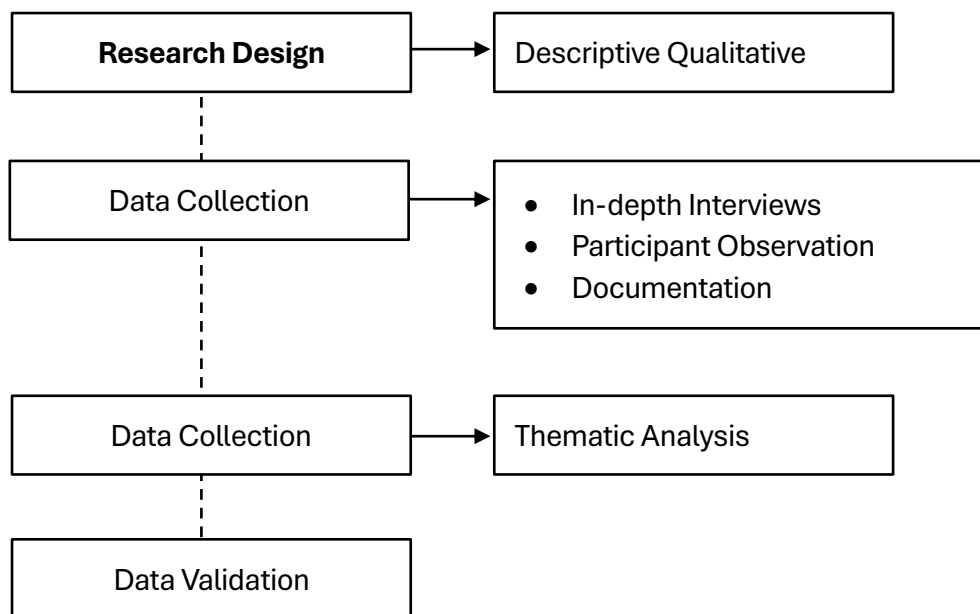 Research Design
Descriptive Qualitative
Data Collection
• In-depth Interviews
• Participant Observation
• Documentation
Data Collection
Thematic Analysis
Data Validation